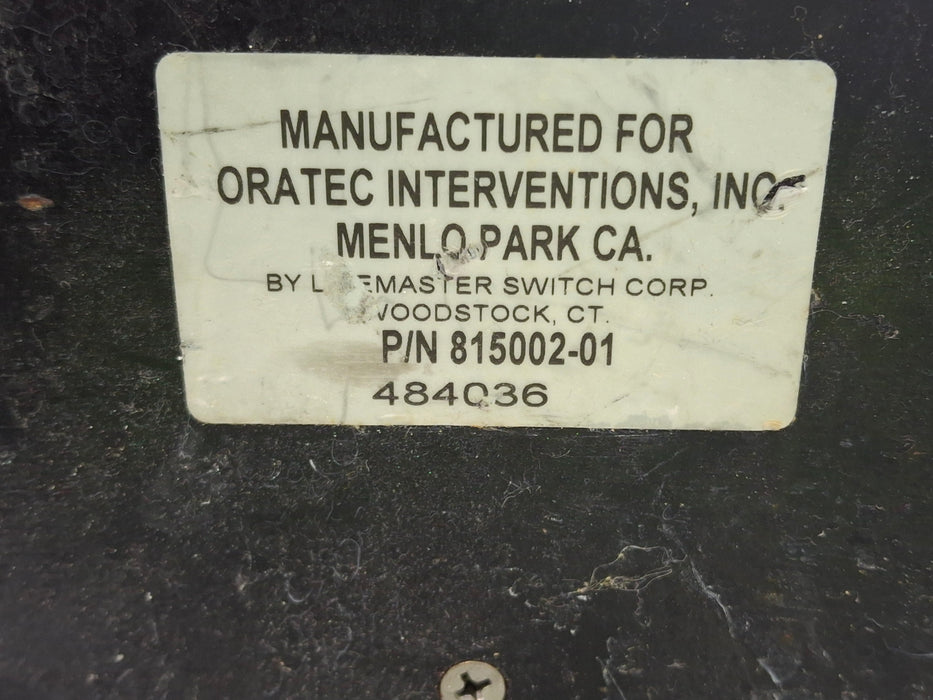 MANUFACTURED FOR
ORATEC INTERVENTIONS, INC.
MENLO PARK CA.
BY SWITCH CORP.
WOODSTOCK, CT.
P/N 815002-01
484036